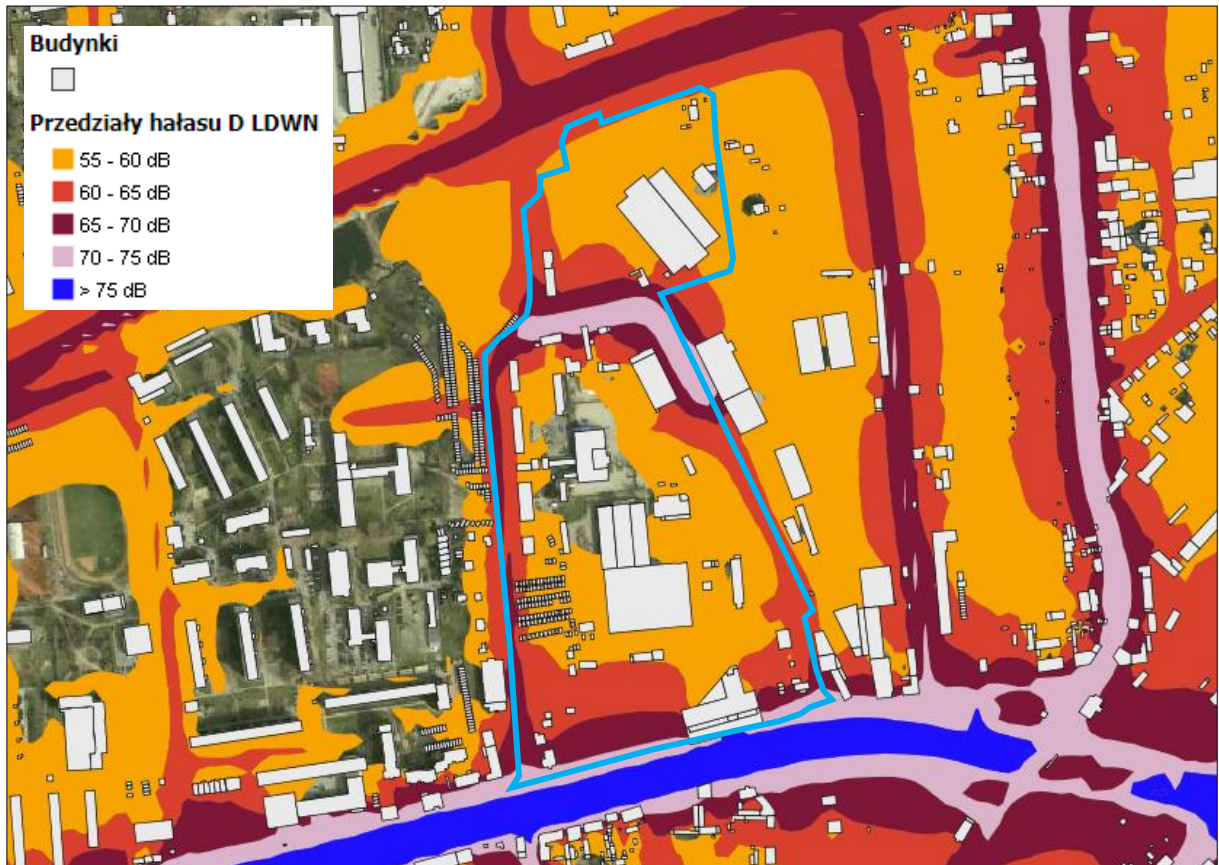 Budynki
Przedziały hałasu D LDWN
55 - 60 dB
60 - 65 dB
65 - 70 dB
70 - 75 dB
> 75 dB